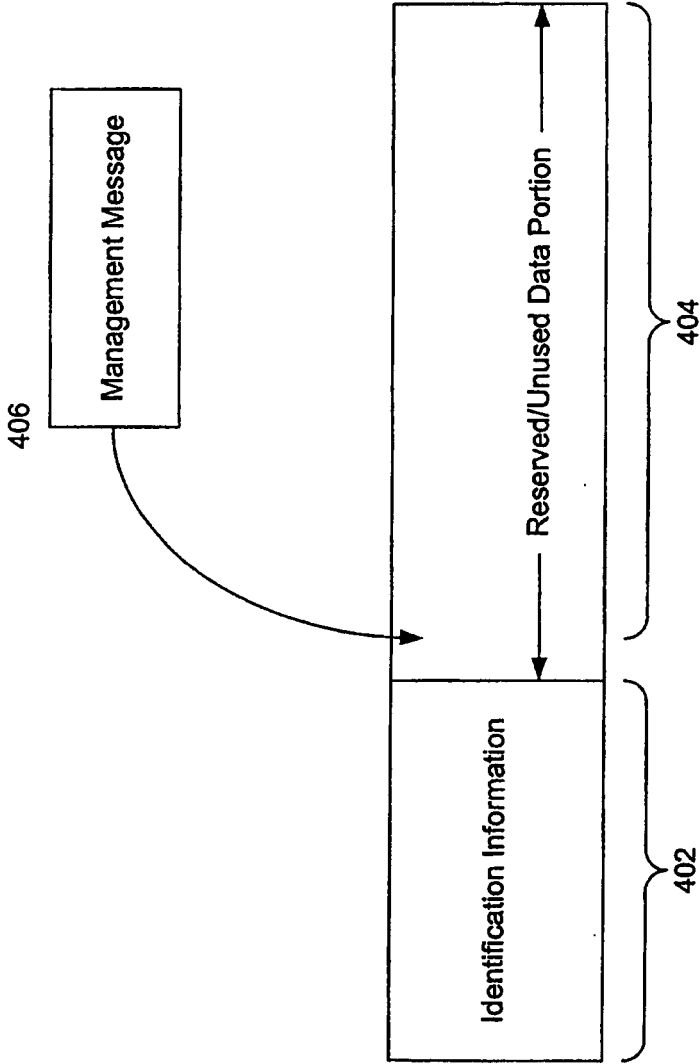 406
Management Message
Identification Information
Reserved/Unused Data Portion
402
404